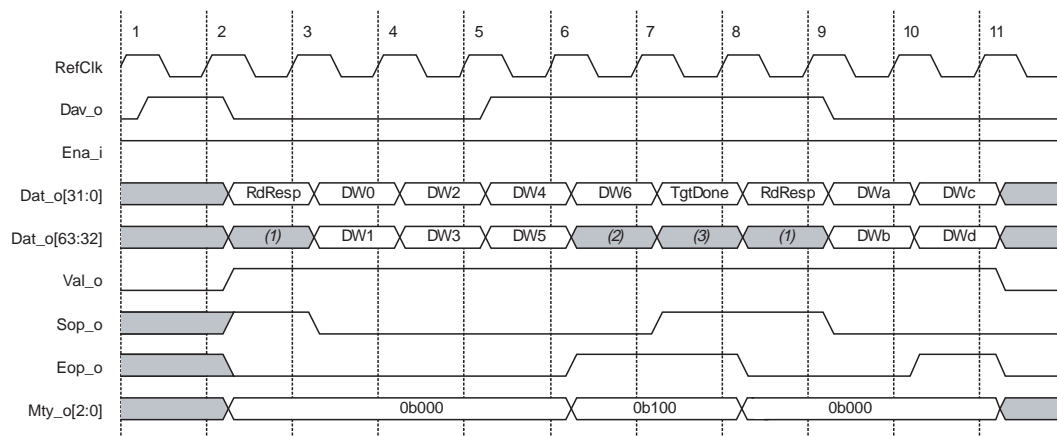 1 2 3 4 5 6 7 8 9 10 11
RefClk
Dav_o
Ena_i
Dat_o[31:0] RdResp DW0 DW2 DW4 DW6 TgtDone RdResp DWa DWc
Dat_o[63:32] (1) DW1 DW3 DW5 (2) (3) (1) DWb DWd
Val_o
Sop_o
Eop_o
Mty_o[2:0] 0b000 0b100 0b000